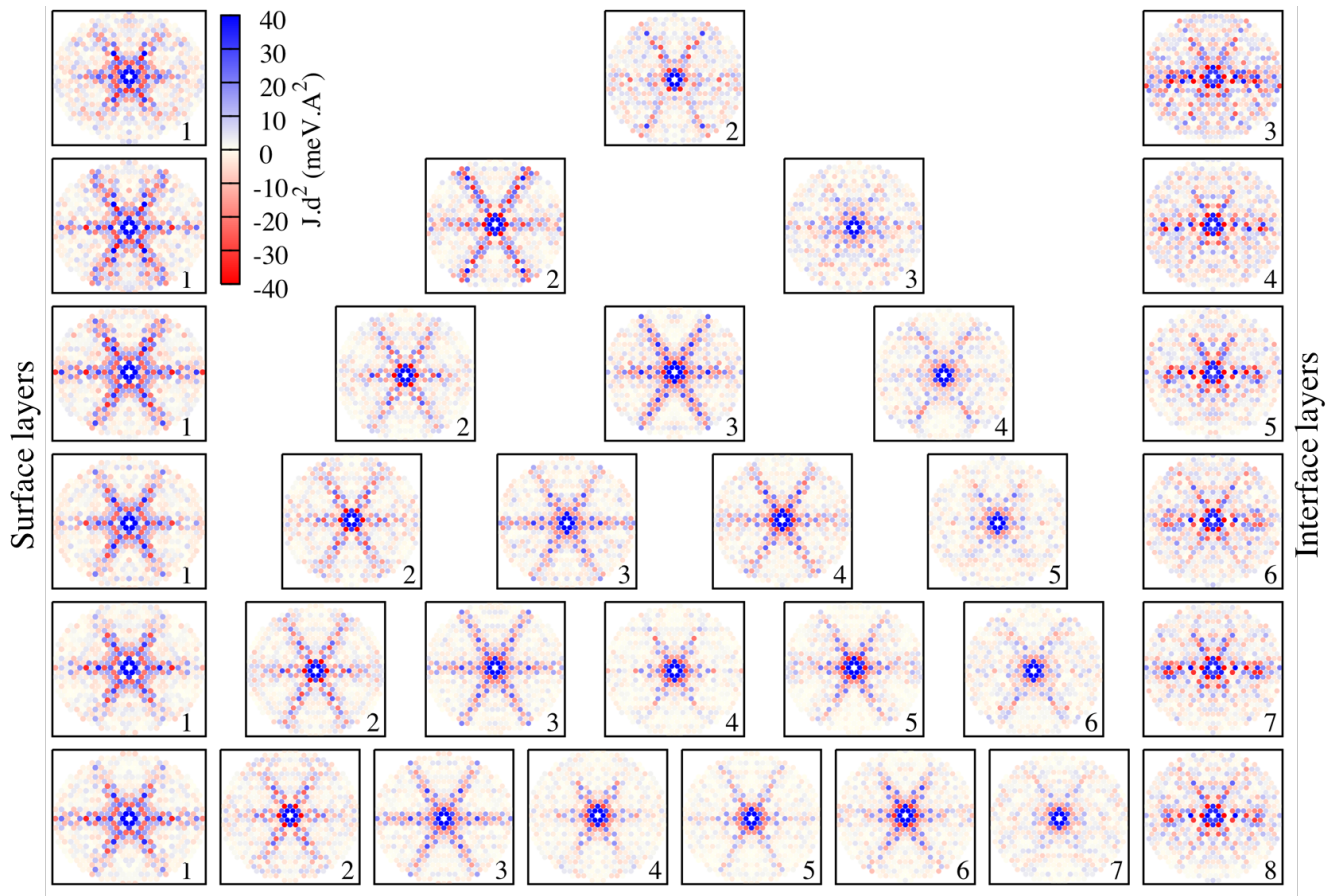 40
20
10
0
-10
-20
-30
-40
J.d² (meV.A²)
Surface layers
Interface layers
1 2 3
1 2 3 4
1 2 3 4 5
1 2 3 4 5 6
1 2 3 4 5 6 7
1 2 3 4 5 6 7 8